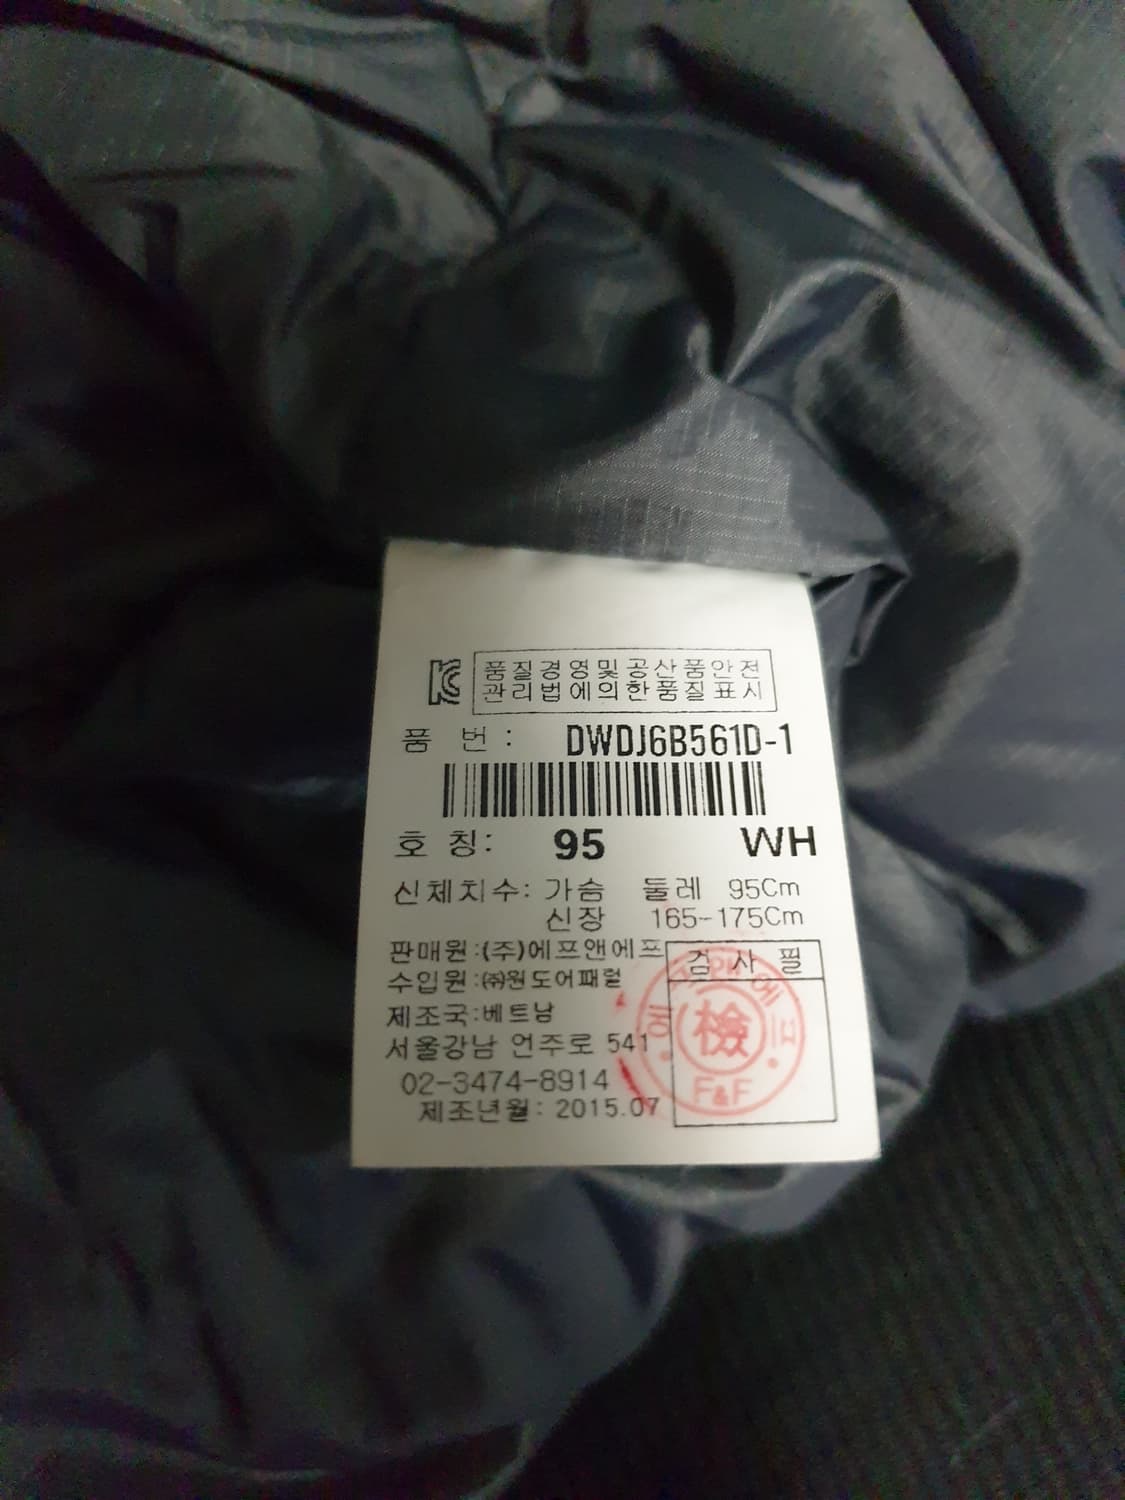 품질경영및공산품안전
관리법에의한품질표시
품 번 : DWDJ6B561D-1
호 칭: 95 WH
신체치수: 가슴 둘레 95Cm
신장 165-175Cm
판매원:(주)에프앤에프
검 사 필
수입원:㈜원도어패럴
제조국:베트남
서울강남 언주로 541
02-3474-8914
제조년월: 2015.07
檢
F&F